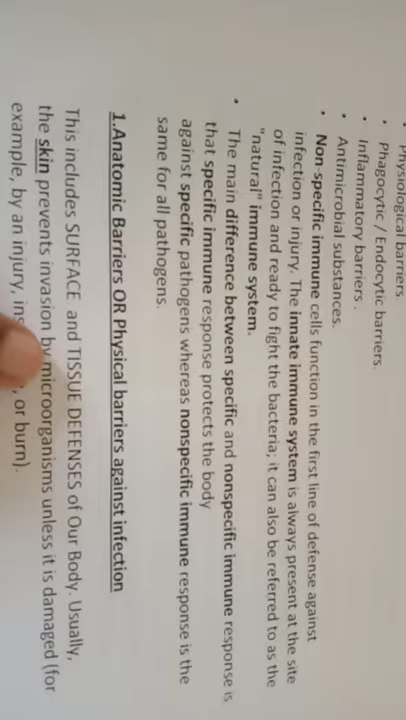 • Physiological barriers.
• Phagocytic / Endocytic barriers.
• Inflammatory barriers .
• Antimicrobial substances.
• Non-specific immune cells function in the first line of defense against
infection or injury. The innate immune system is always present at the site
of infection and ready to fight the bacteria; it can also be referred to as the
"natural" immune system.
• The main difference between specific and nonspecific immune response is
that specific immune response protects the body
against specific pathogens whereas nonspecific immune response is the
same for all pathogens.
1.Anatomic Barriers OR Physical barriers against infection
This includes SURFACE and TISSUE DEFENSES of Our Body. Usually,
the skin prevents invasion by microorganisms unless it is damaged (for
example, by an injury, , or burn).